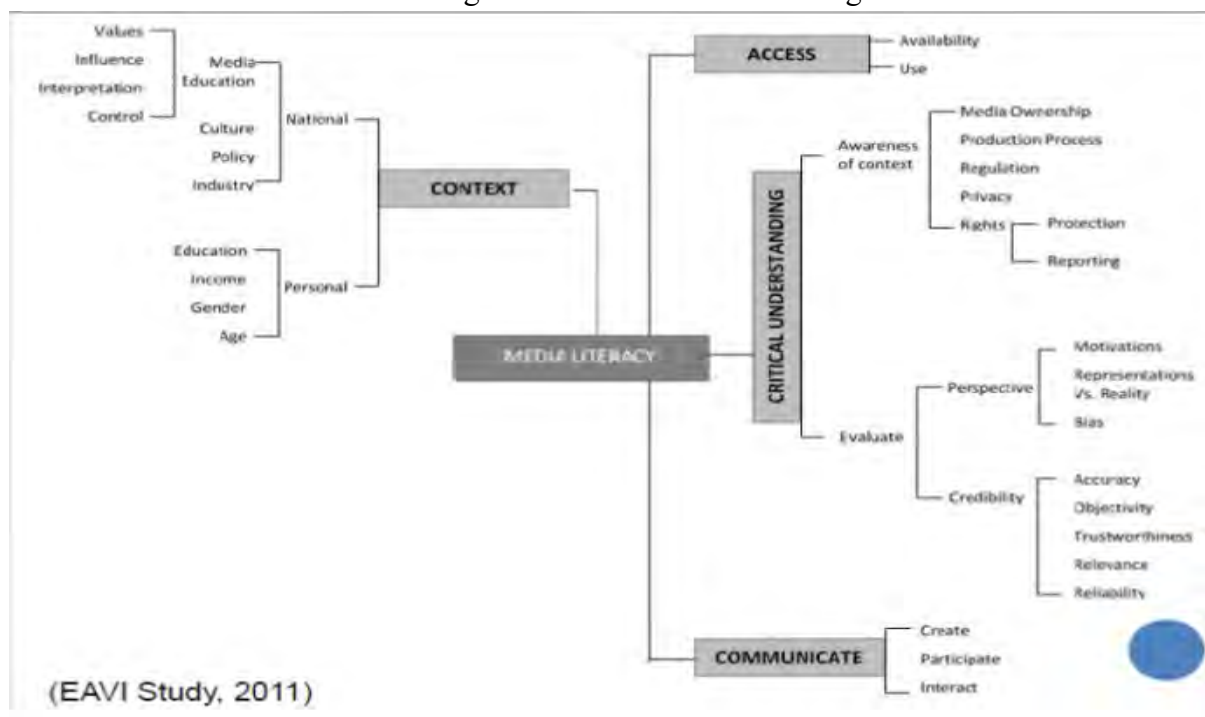 Values
Influence
Interpretation
Control
Media
Education
Culture
Policy
Industry
National
Education
Income
Gender
Age
Personal
CONTEXT
MEDIA LITERACY
ACCESS
Availability
Use
CRITICAL UNDERSTANDING
Awareness
of context
Media Ownership
Production Process
Regulation
Privacy
Rights
Protection
Reporting
Evaluate
Perspective
Motivations
Representations
Vs. Reality
Bias
Credibility
Accuracy
Objectivity
Trustworthiness
Relevance
Reliability
COMMUNICATE
Create
Participate
Interact
(EAVI Study, 2011)